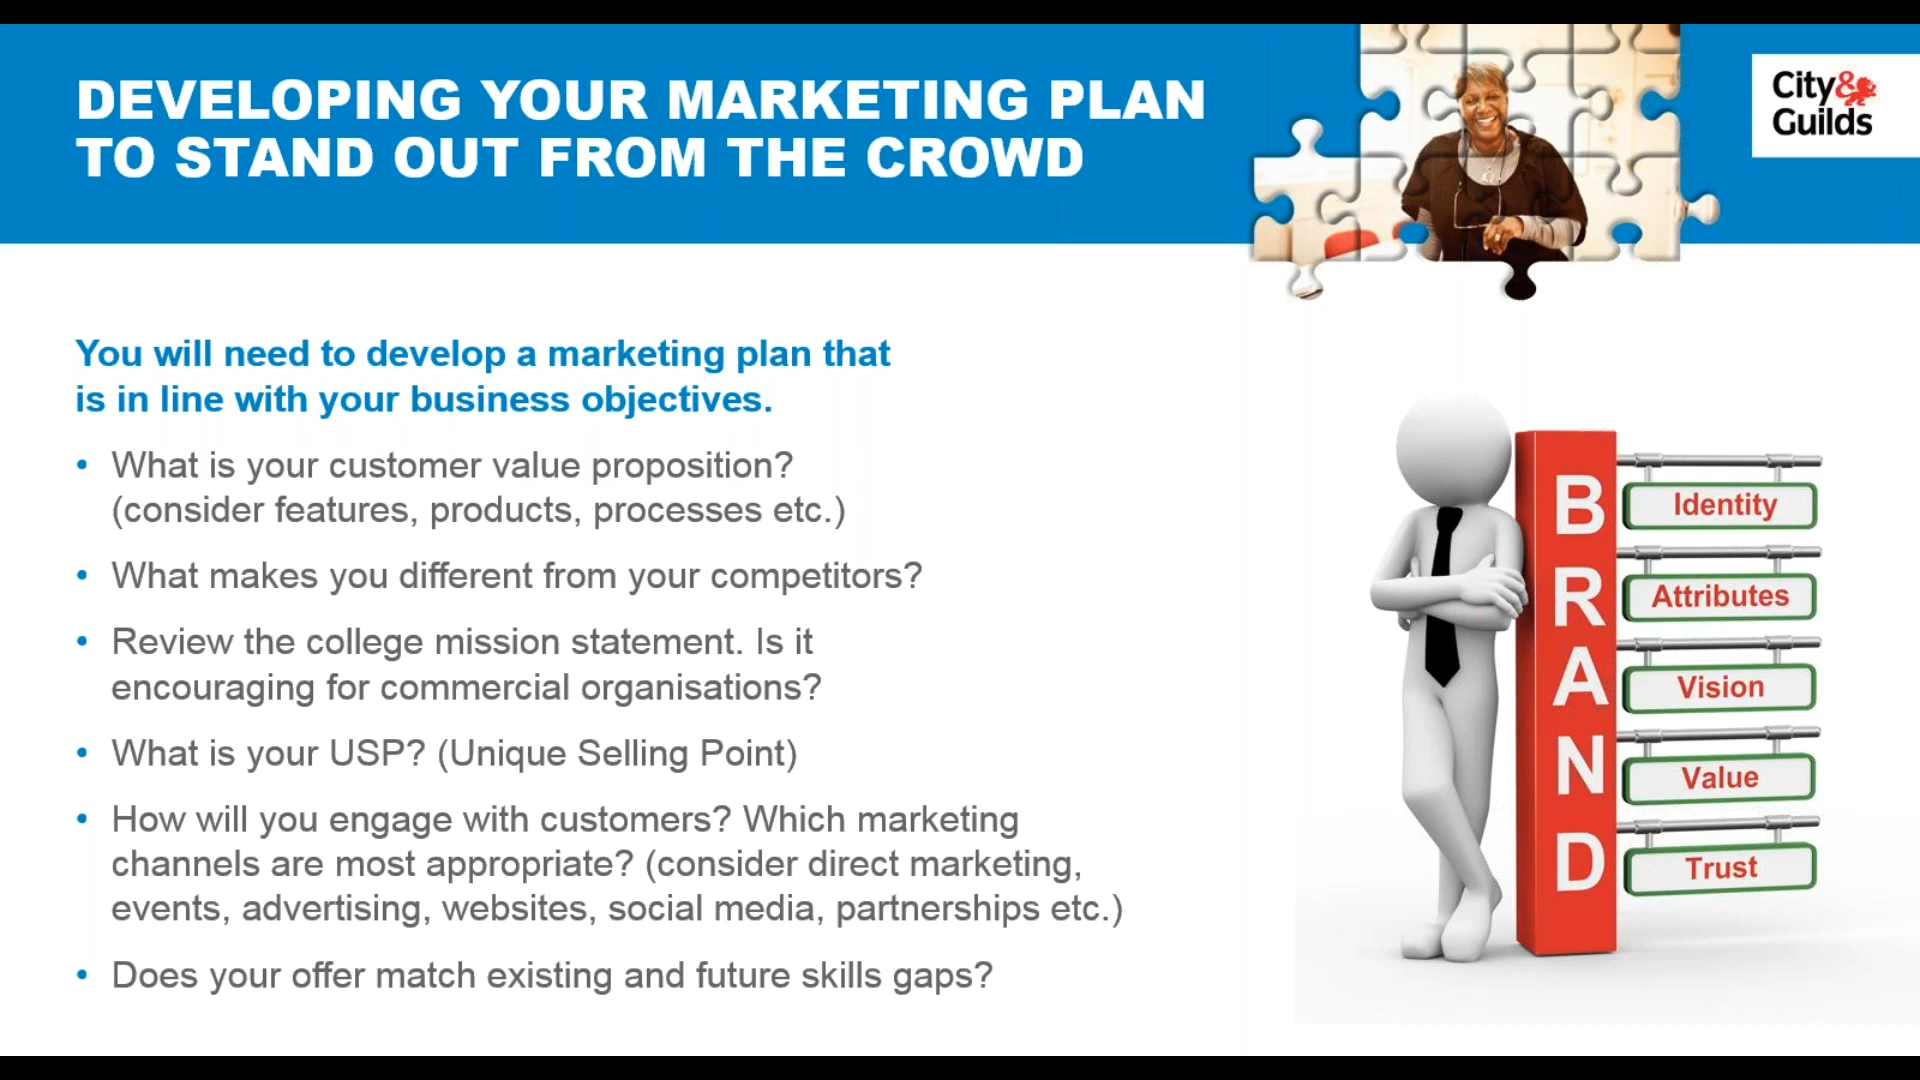 DEVELOPING YOUR MARKETING PLAN
TO STAND OUT FROM THE CROWD
City&
Guilds
You will need to develop a marketing plan that
is in line with your business objectives.
• What is your customer value proposition?
(consider features, products, processes etc.)
• What makes you different from your competitors?
• Review the college mission statement. Is it
encouraging for commercial organisations?
• What is your USP? (Unique Selling Point)
• How will you engage with customers? Which marketing
channels are most appropriate? (consider direct marketing,
events, advertising, websites, social media, partnerships etc.)
• Does your offer match existing and future skills gaps?
BRAND
Identity
Attributes
Vision
Value
Trust